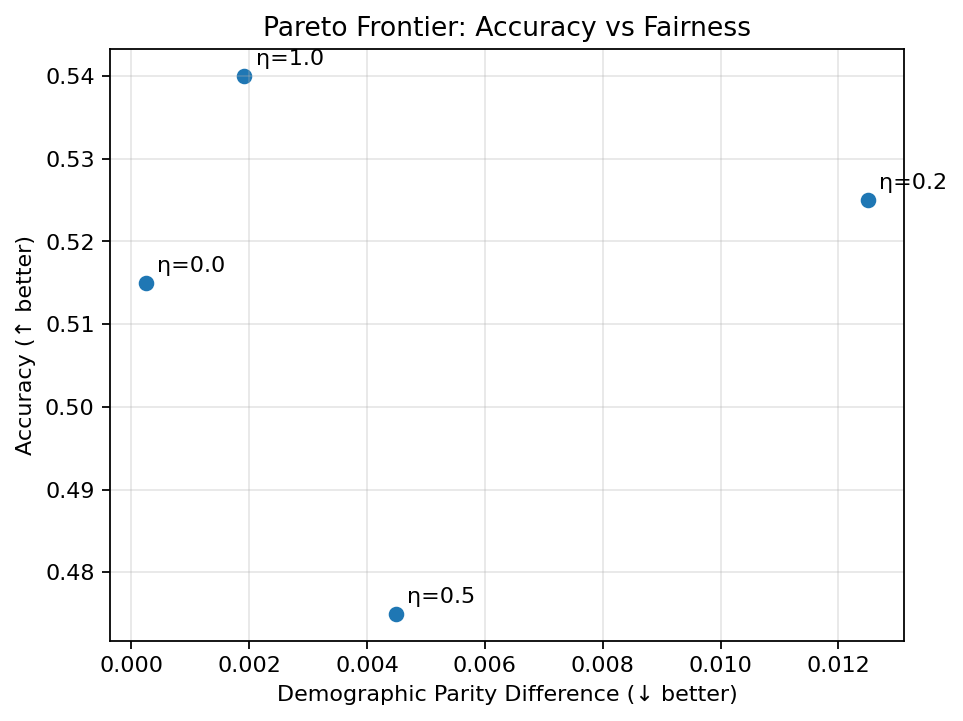 Pareto Frontier: Accuracy vs Fairness
η=1.0
η=0.2
η=0.0
η=0.5
Accuracy (↑ better)
0.54
0.53
0.52
0.51
0.50
0.49
0.48
0.000 0.002 0.004 0.006 0.008 0.010 0.012
Demographic Parity Difference (↓ better)